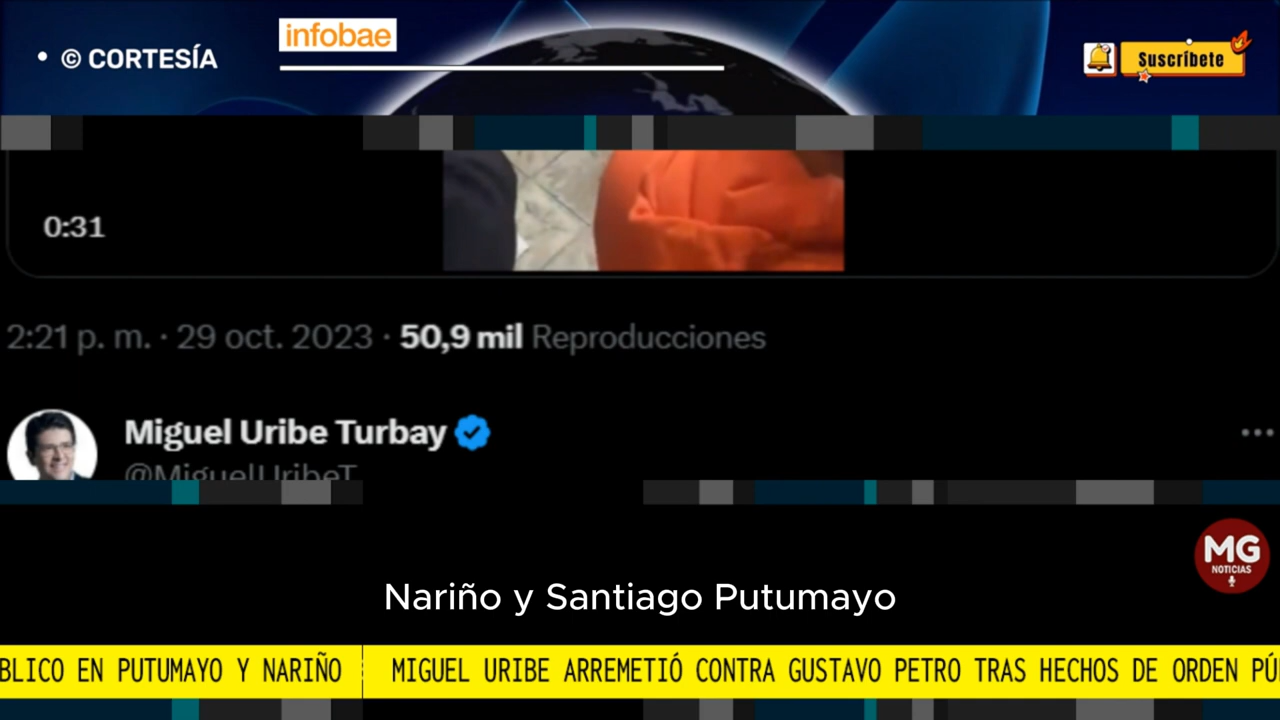 infobae
• © CORTESÍA
Suscríbete
0:31
2:21 p. m. · 29 oct. 2023 · 50,9 mil Reproducciones
Miguel Uribe Turbay
@MiguelUribeT
MG
NOTICIAS
Nariño y Santiago Putumayo
BLICO EN PUTUMAYO Y NARIÑO MIGUEL URIBE ARREMETIÓ CONTRA GUSTAVO PETRO TRAS HECHOS DE ORDEN PÚ